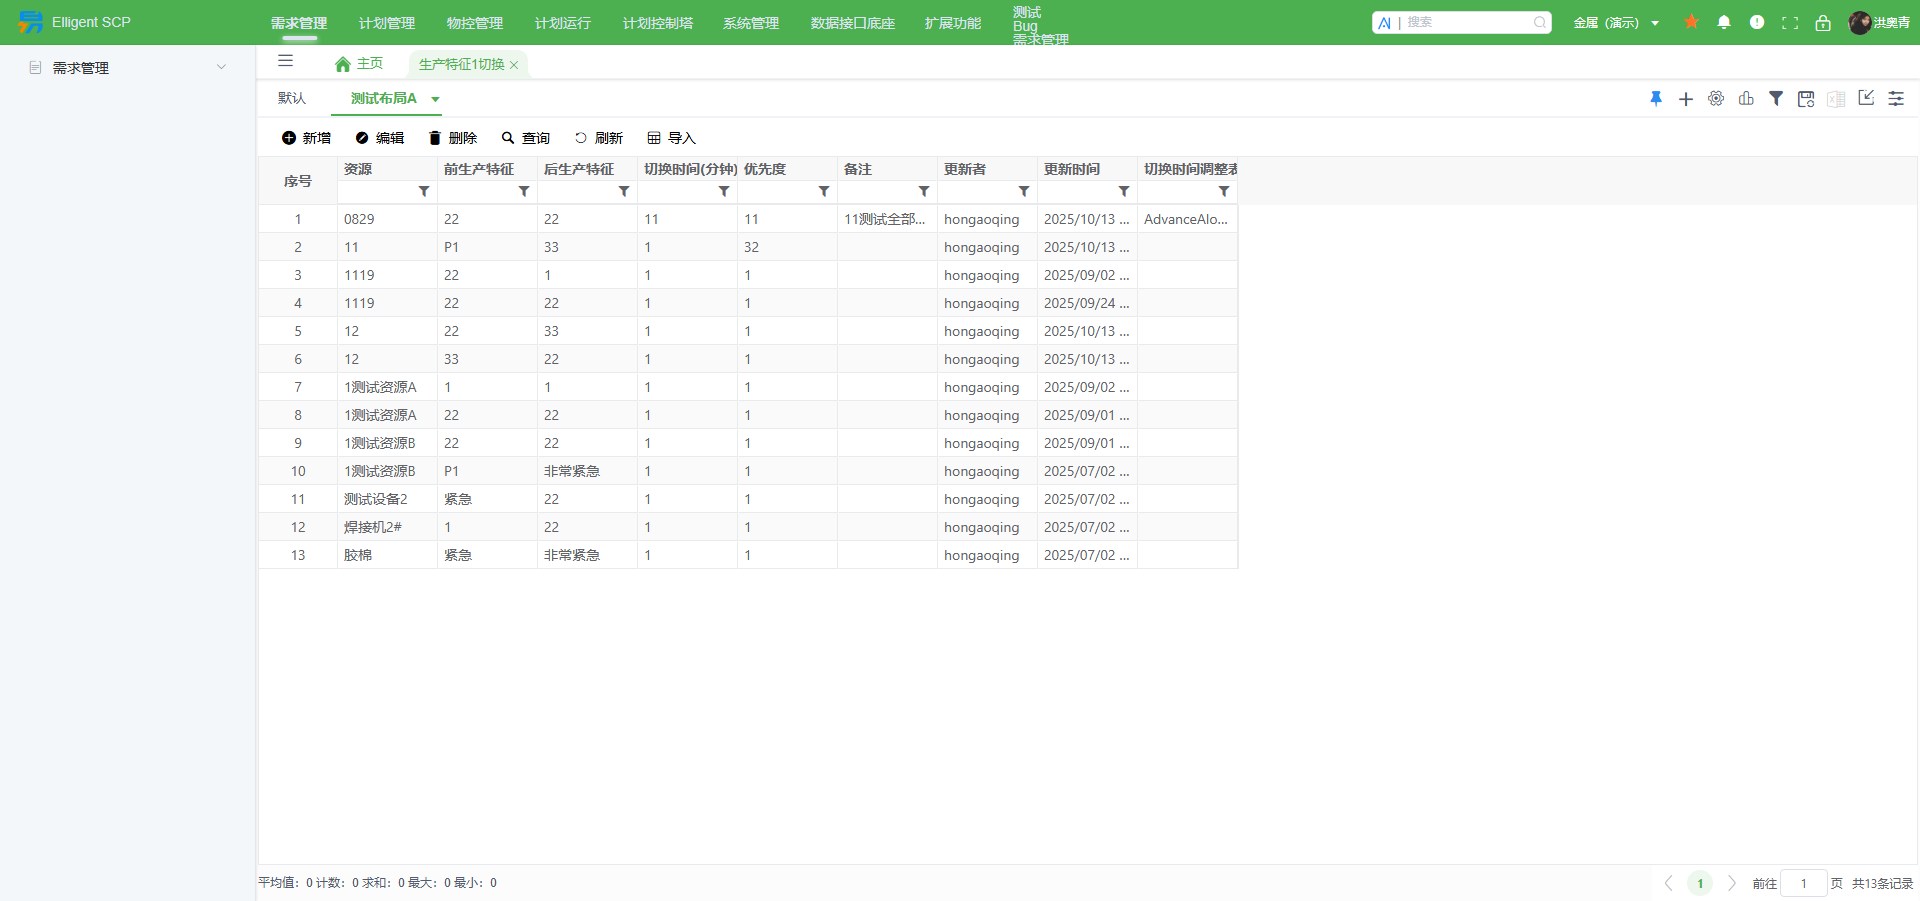 Elligent SCP
需求管理 计划管理 物控管理 计划运行 计划控制塔 系统管理 数据接口底座 扩展功能 测试
Bug
需求管理
搜索
金属（演示）
洪奥青
需求管理
主页 生产特征1切换
默认 测试布局A
新增 编辑 删除 查询 刷新 导入
序号 资源 前生产特征 后生产特征 切换时间(分钟) 优先度 备注 更新者 更新时间 切换时间调整表
1 0829 22 22 11 11 11测试全部... hongaoqing 2025/10/13 ... AdvanceAlo...
2 11 P1 33 1 32 hongaoqing 2025/10/13 ...
3 1119 22 1 1 1 hongaoqing 2025/09/02 ...
4 1119 22 22 1 1 hongaoqing 2025/09/24 ...
5 12 22 33 1 1 hongaoqing 2025/10/13 ...
6 12 33 22 1 1 hongaoqing 2025/10/13 ...
7 1测试资源A 1 1 1 1 hongaoqing 2025/09/02 ...
8 1测试资源A 22 22 1 1 hongaoqing 2025/09/01 ...
9 1测试资源B 22 22 1 1 hongaoqing 2025/09/01 ...
10 1测试资源B P1 非常紧急 1 1 hongaoqing 2025/07/02 ...
11 测试设备2 紧急 22 1 1 hongaoqing 2025/07/02 ...
12 焊接机2# 1 22 1 1 hongaoqing 2025/07/02 ...
13 胶棉 紧急 非常紧急 1 1 hongaoqing 2025/07/02 ...
平均值：0 计数：0 求和：0 最大：0 最小：0
1 前往 1 页 共13条记录